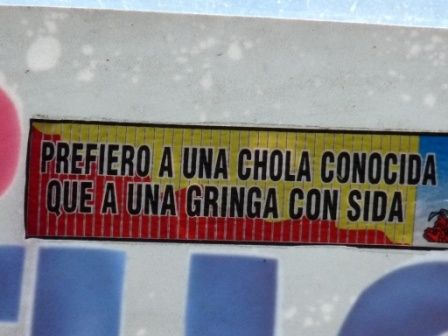 PREFIERO A UNA CHOLA CONOCIDA
QUE A UNA GRINGA CON SIDA